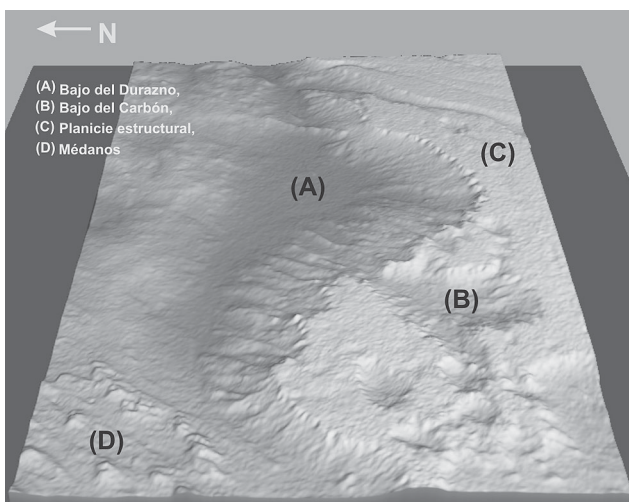 N
(A) Bajo del Durazno,
(B) Bajo del Carbón,
(C) Planicie estructural,
(D) Médanos
(C)
(A)
(B)
(D)